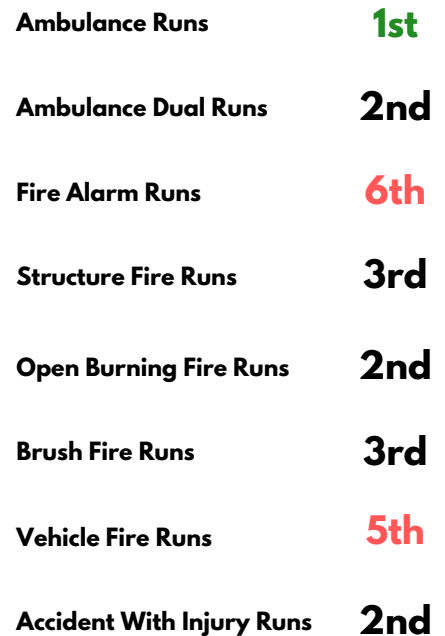 Ambulance Runs 1st
Ambulance Dual Runs 2nd
Fire Alarm Runs 6th
Structure Fire Runs 3rd
Open Burning Fire Runs 2nd
Brush Fire Runs 3rd
Vehicle Fire Runs 5th
Accident With Injury Runs 2nd